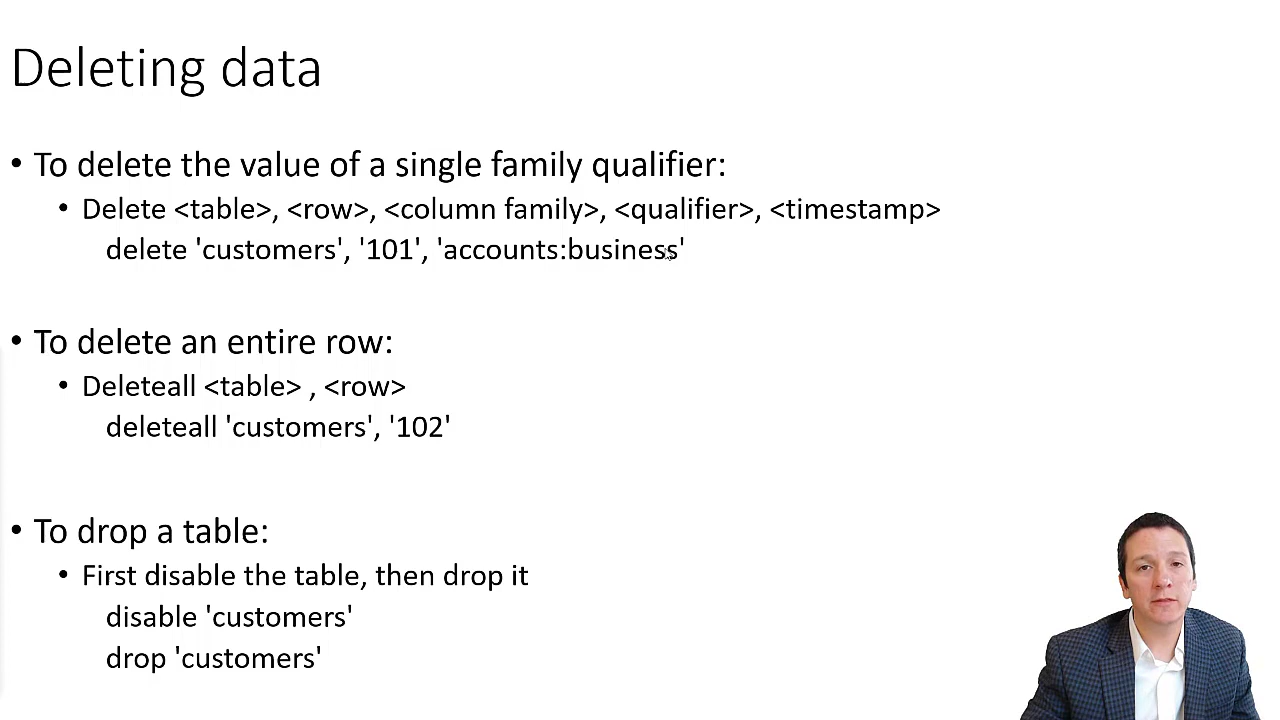 Deleting data
• To delete the value of a single family qualifier:
• Delete <table>, <row>, <column family>, <qualifier>, <timestamp>
delete 'customers', '101', 'accounts:business'
• To delete an entire row:
• Deleteall <table> , <row>
deleteall 'customers', '102'
• To drop a table:
• First disable the table, then drop it
disable 'customers'
drop 'customers'